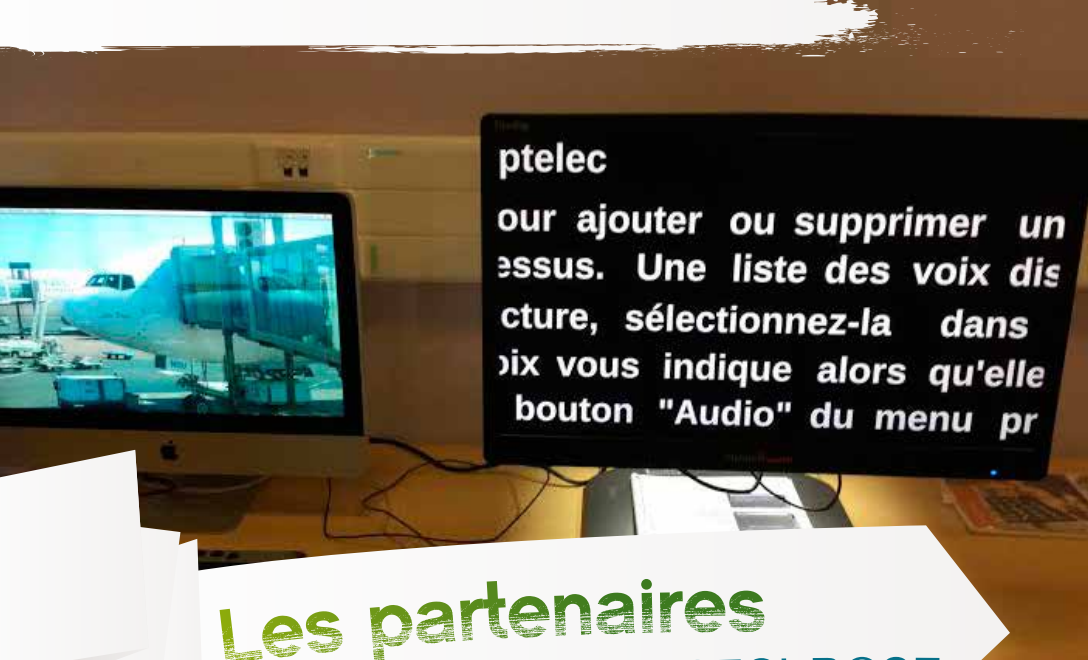 ptelec
our ajouter ou supprimer un
essus. Une liste des voix dis
cture, sélectionnez-la dans
oix vous indique alors qu'elle
bouton "Audio" du menu pr
Les partenaires